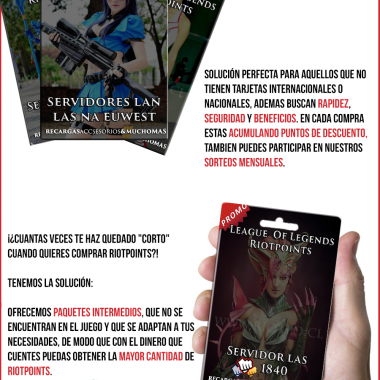 RIOTPOINTS
SERVIDORES LAN
LAS NA EUWEST
RECARGASACCSESORIOS&MUCHOMAS
SOLUCIÓN PERFECTA PARA AQUELLOS QUE NO
TIENEN TARJETAS INTERNACIONALES O
NACIONALES, ADEMAS BUSCAN RAPIDEZ,
SEGURIDAD Y BENEFICIOS. EN CADA COMPRA
ESTAS ACUMULANDO PUNTOS DE DESCUENTO,
TAMBIEN PUEDES PARTICIPAR EN NUESTROS
SORTEOS MENSUALES.
¡¿CUANTAS VECES TE HAZ QUEDADO "CORTO"
CUANDO QUIERES COMPRAR RIOTPOINTS?!
TENEMOS LA SOLUCIÓN:
OFRECEMOS PAQUETES INTERMEDIOS, QUE NO SE
ENCUENTRAN EN EL JUEGO Y QUE SE ADAPTAN A TUS
NECESIDADES, DE MODO QUE CON EL DINERO QUE
CUENTES PUEDAS OBTENER LA MAYOR CANTIDAD DE
RIOTPOINTS.
PROMO
LEAGUE OF LEGENDS
RIOTPOINTS
SERVIDOR LAS
1840